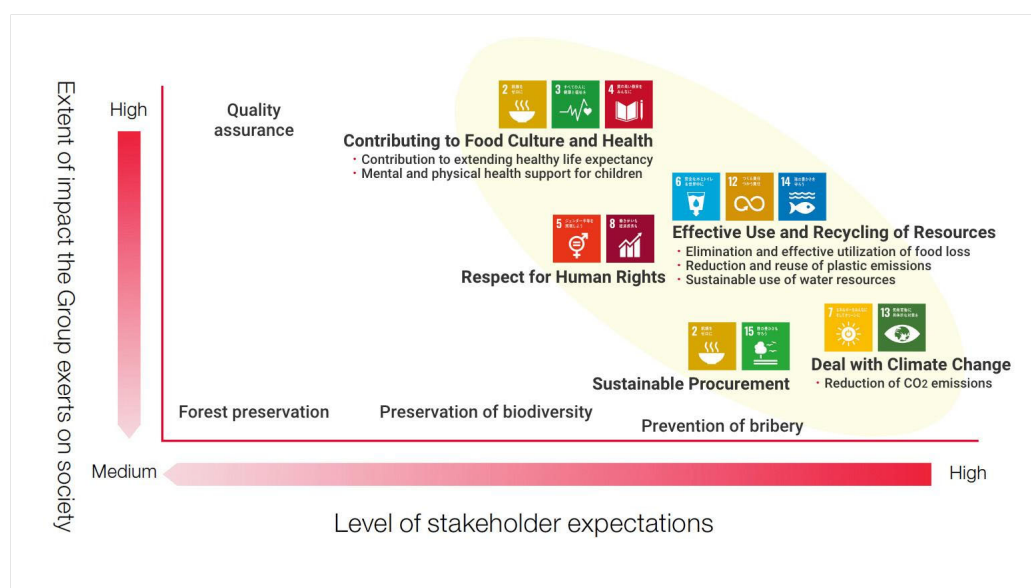 Extent of impact the Group exerts on society
High
Quality
assurance
2
3
4
Contributing to Food Culture and Health
・Contribution to extending healthy life expectancy
・Mental and physical health support for children
6
12
14
Effective Use and Recycling of Resources
・Elimination and effective utilization of food loss
・Reduction and reuse of plastic emissions
・Sustainable use of water resources
5
8
Respect for Human Rights
7
13
Deal with Climate Change
・Reduction of CO2 emissions
2
15
Sustainable Procurement
Forest preservation
Preservation of biodiversity
Prevention of bribery
Medium
High
Level of stakeholder expectations